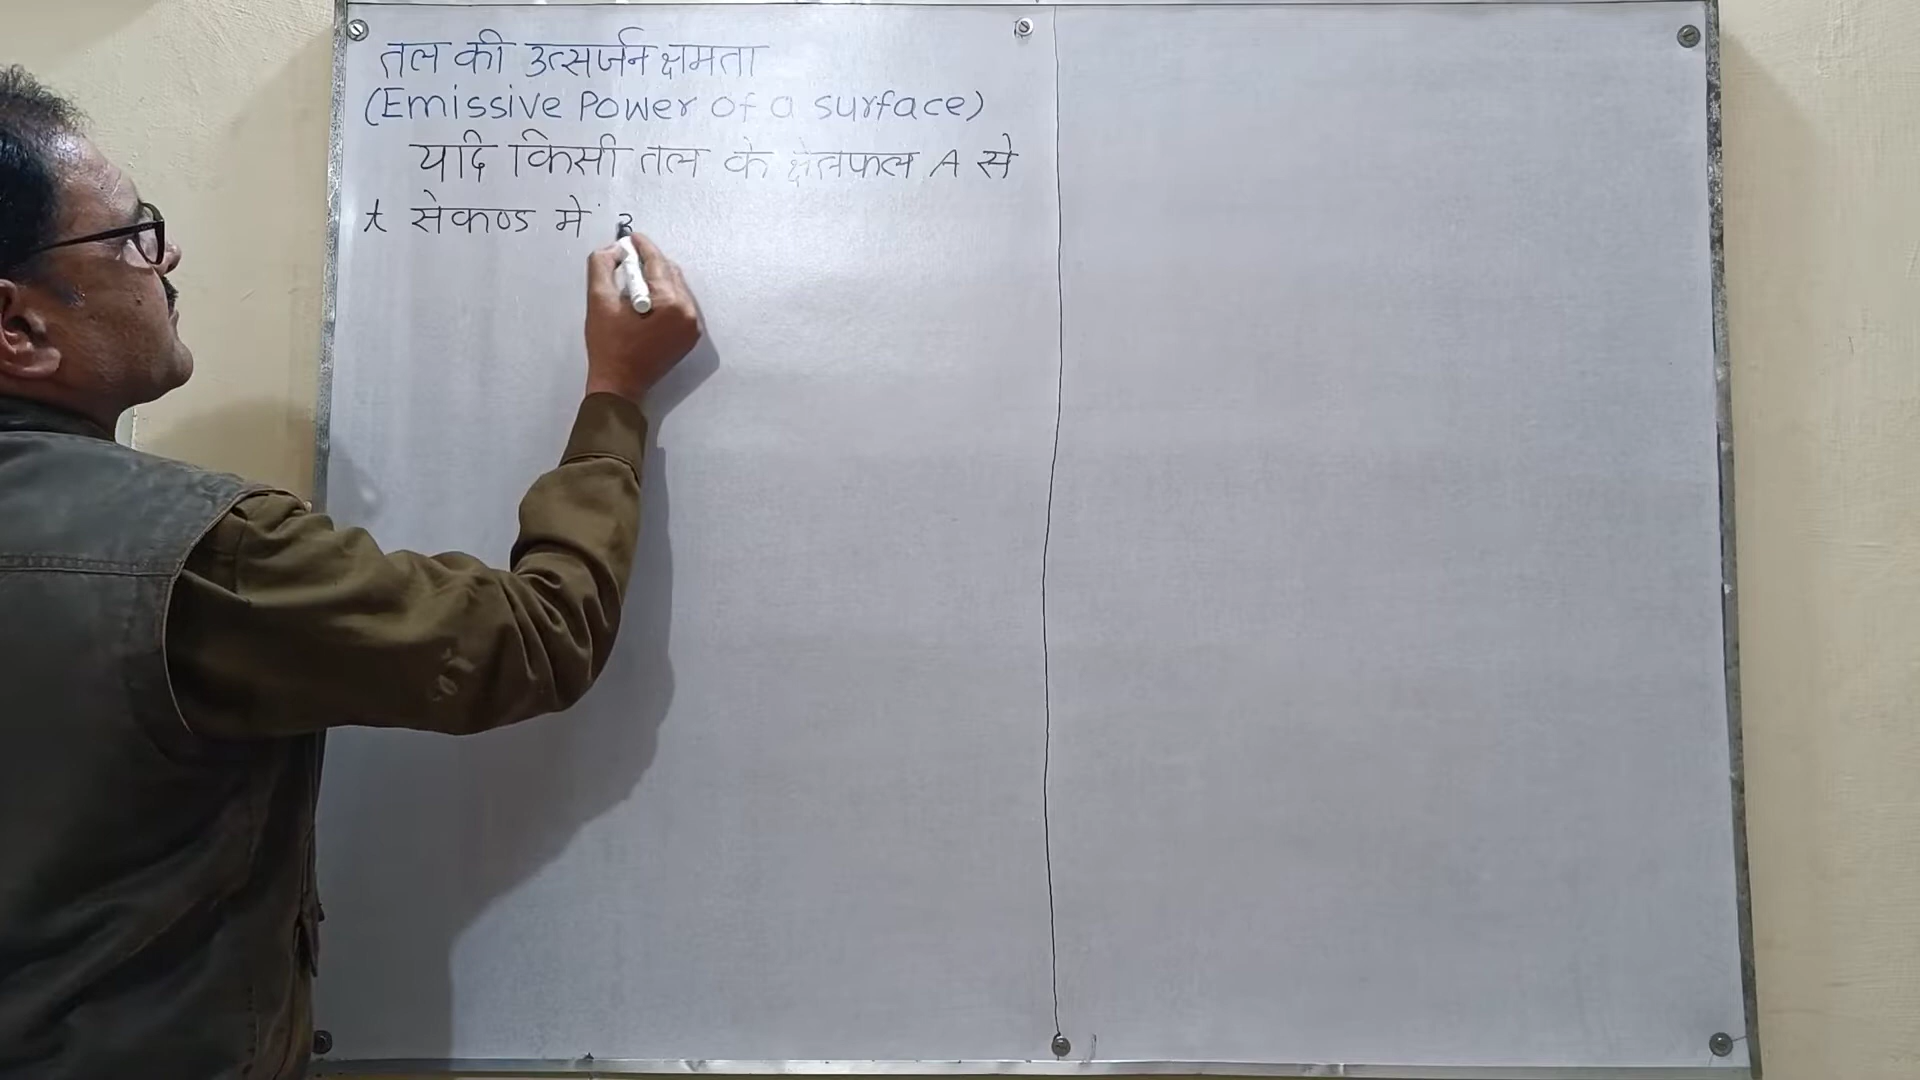 तल की उत्सर्जन क्षमता
(Emissive Power of a surface)
यदि किसी तल के क्षेत्रफल A से
t सेकण्ड में